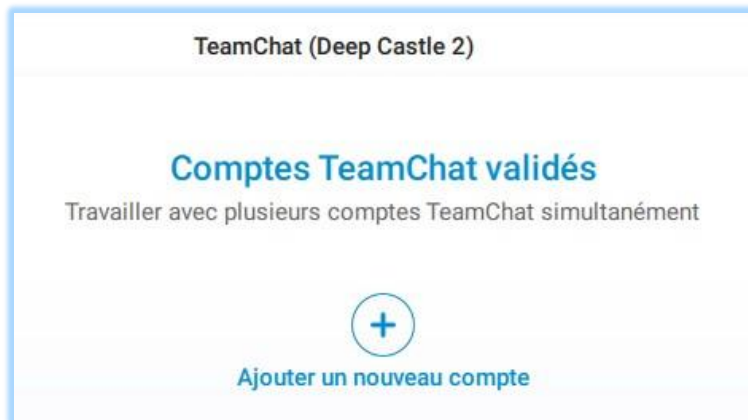 TeamChat (Deep Castle 2)
Comptes TeamChat validés
Travailler avec plusieurs comptes TeamChat simultanément
+
Ajouter un nouveau compte